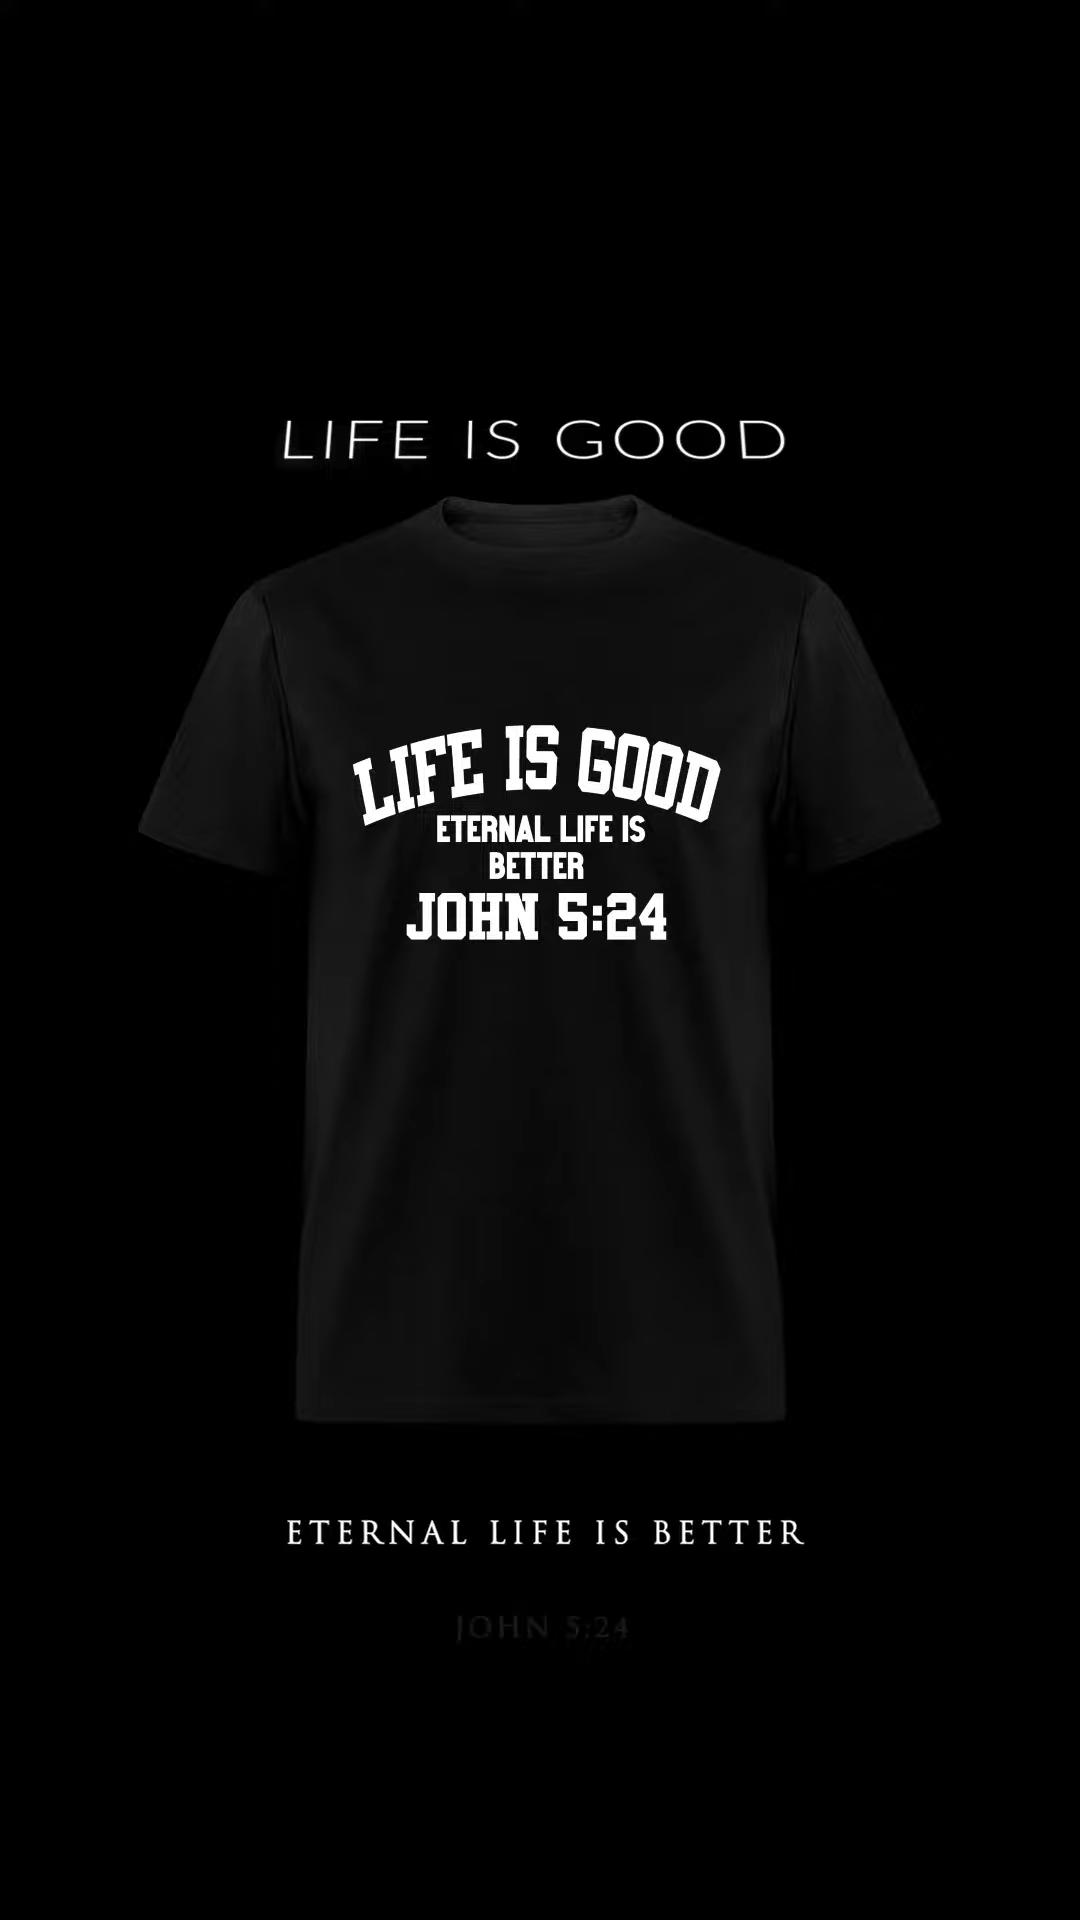 LIFE IS GOOD
LIFE IS GOOD
ETERNAL LIFE IS
BETTER
JOHN 5:24
ETERNAL LIFE IS BETTER
JOHN 5:24